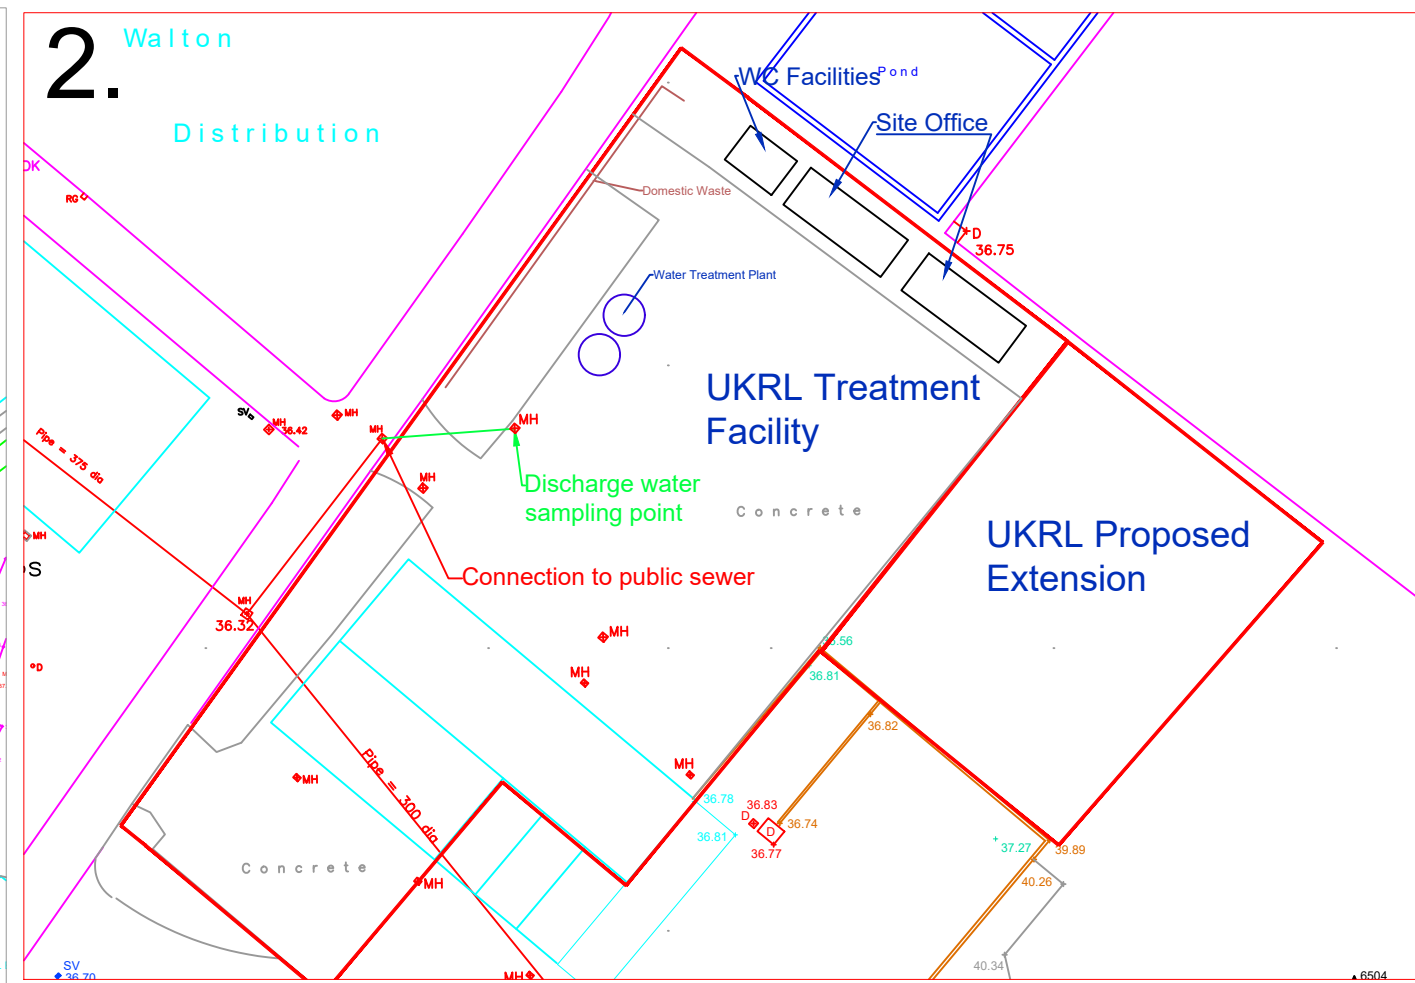 2.
Walton
Distribution
WC Facilities
Pond
Site Office
OK
RG
Domestic Waste
D
36.75
Water Treatment Plant
UKRL Treatment
Facility
SV
MH
36.42
MH
MH
MH
Pipe = 375 dia
MH
Discharge water
sampling point
Concrete
UKRL Proposed
Extension
MH
S
Connection to public sewer
MH
36.32
MH
MH
D
36.81
36.82
MH
MH
Pipe = 300 dia
36.78
36.83
D
D
36.74
36.81
36.77
37.27
39.89
Concrete
MH
40.26
SV
36.70
MH
40.34
6504